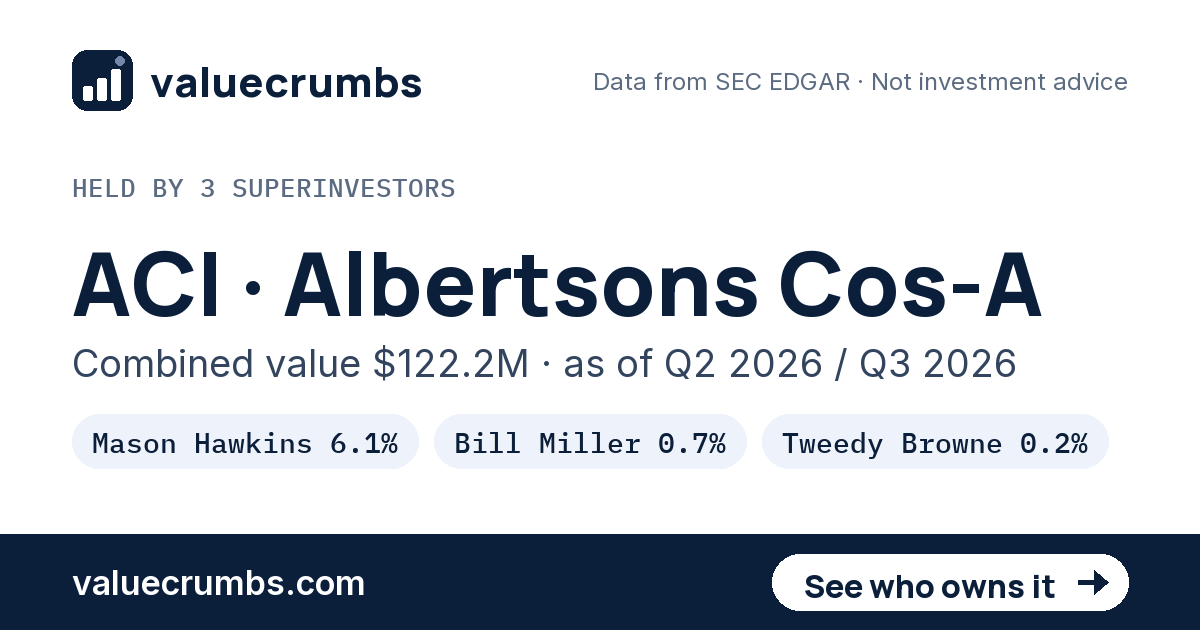 valuecrumbs
Data from SEC EDGAR · Not investment advice
HELD BY 3 SUPERINVESTORS
ACI · Albertsons Cos-A
Combined value $122.2M · as of Q2 2026 / Q3 2026
Mason Hawkins 6.1%
Bill Miller 0.7%
Tweedy Browne 0.2%
valuecrumbs.com
See who owns it →